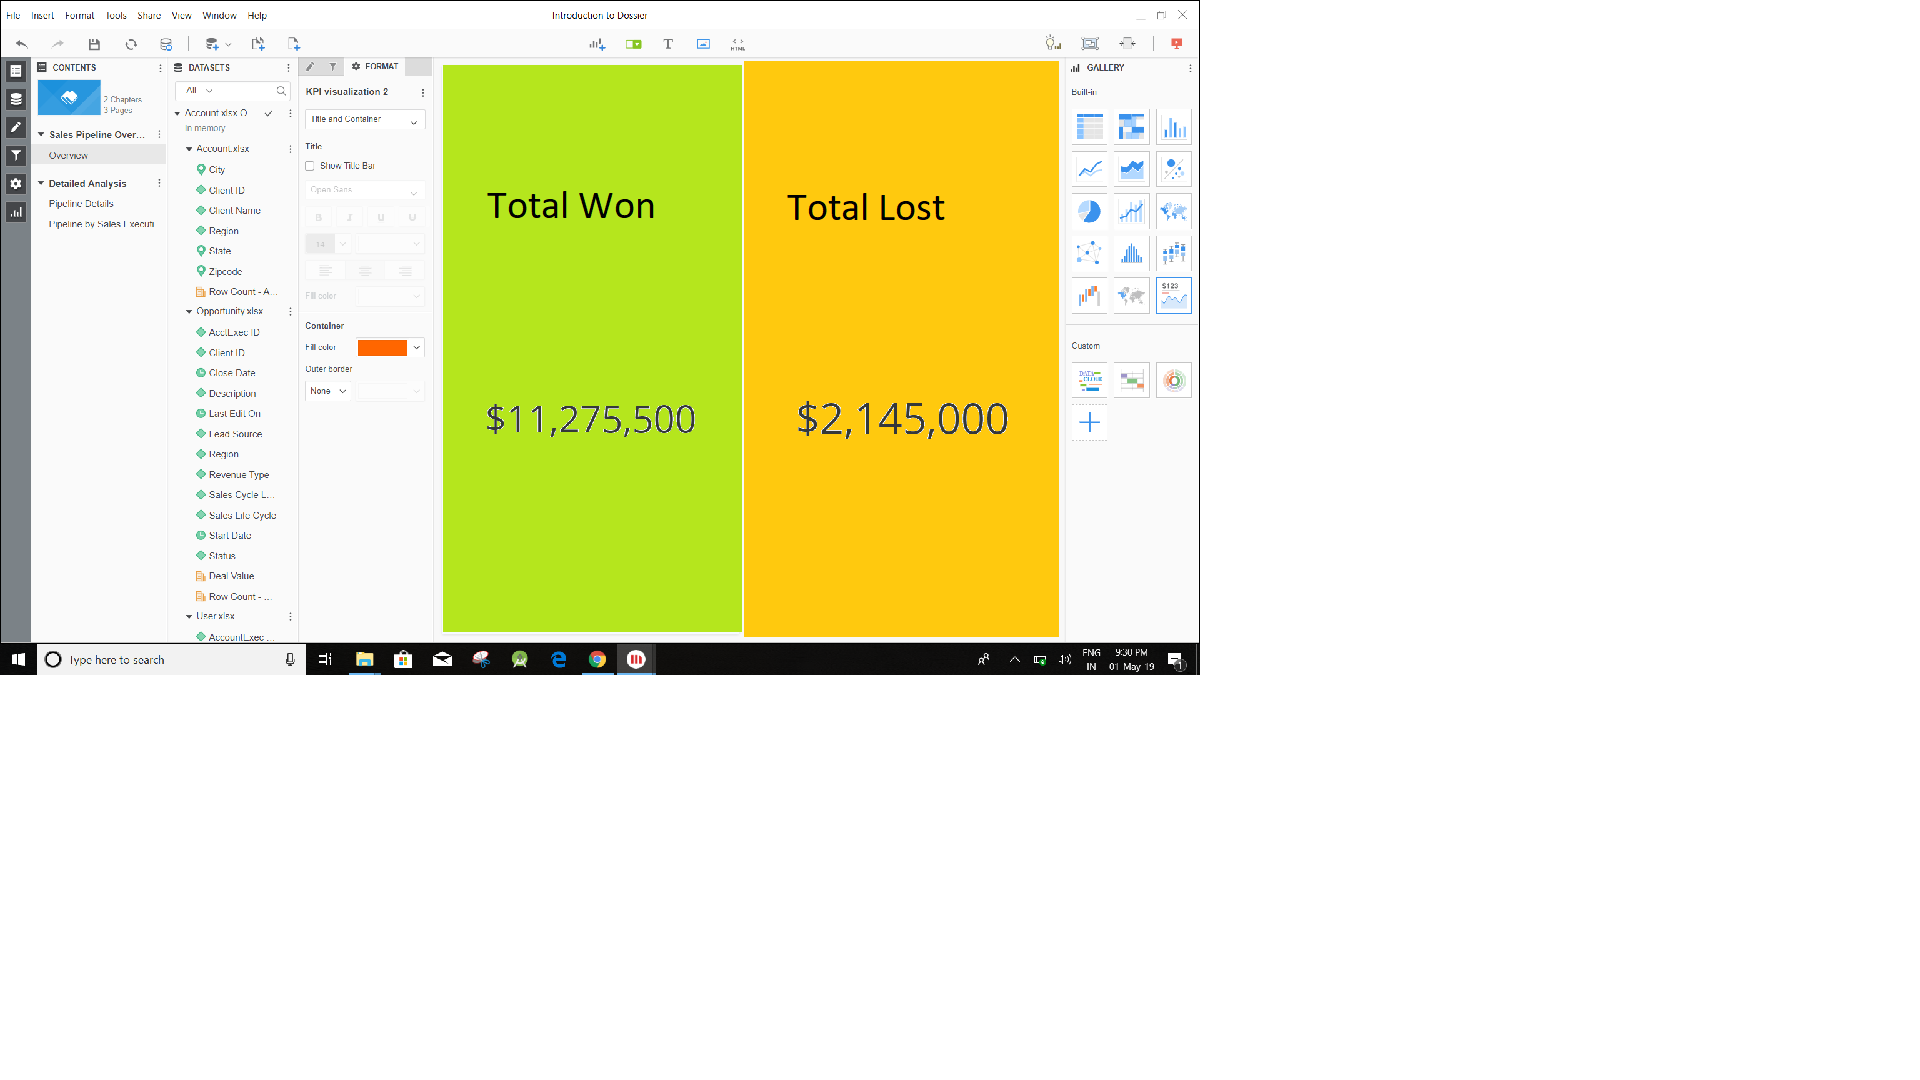 File Insert Format Tools Share View Window Help
Introduction to Dossier
HTML
CONTENTS
2 Chapters
3 Pages
Sales Pipeline Over...
Overview
Detailed Analysis
Pipeline Details
Pipeline by Sales Executi
DATASETS
All
Account.xlsx O
In memory
Account.xlsx
City
Client ID
Client Name
Region
State
Zipcode
Row Count - A...
Opportunity.xlsx
AcctExec ID
Client ID
Close Date
Description
Last Edit On
Lead Source
Region
Revenue Type
Sales Cycle L...
Sales Life Cycle
Start Date
Status
Deal Value
Row Count - ...
User.xlsx
AccountExec ...
FORMAT
KPI visualization 2
Title and Container
Title
Show Title Bar
Open Sans
B I U U
14
Fill color
Container
Fill color
Outer border
None
Total Won
$11,275,500
Total Lost
$2,145,000
GALLERY
Built-in
$123
Custom
DATA
Type here to search
ENG
IN
9:30 PM
01-May-19
1